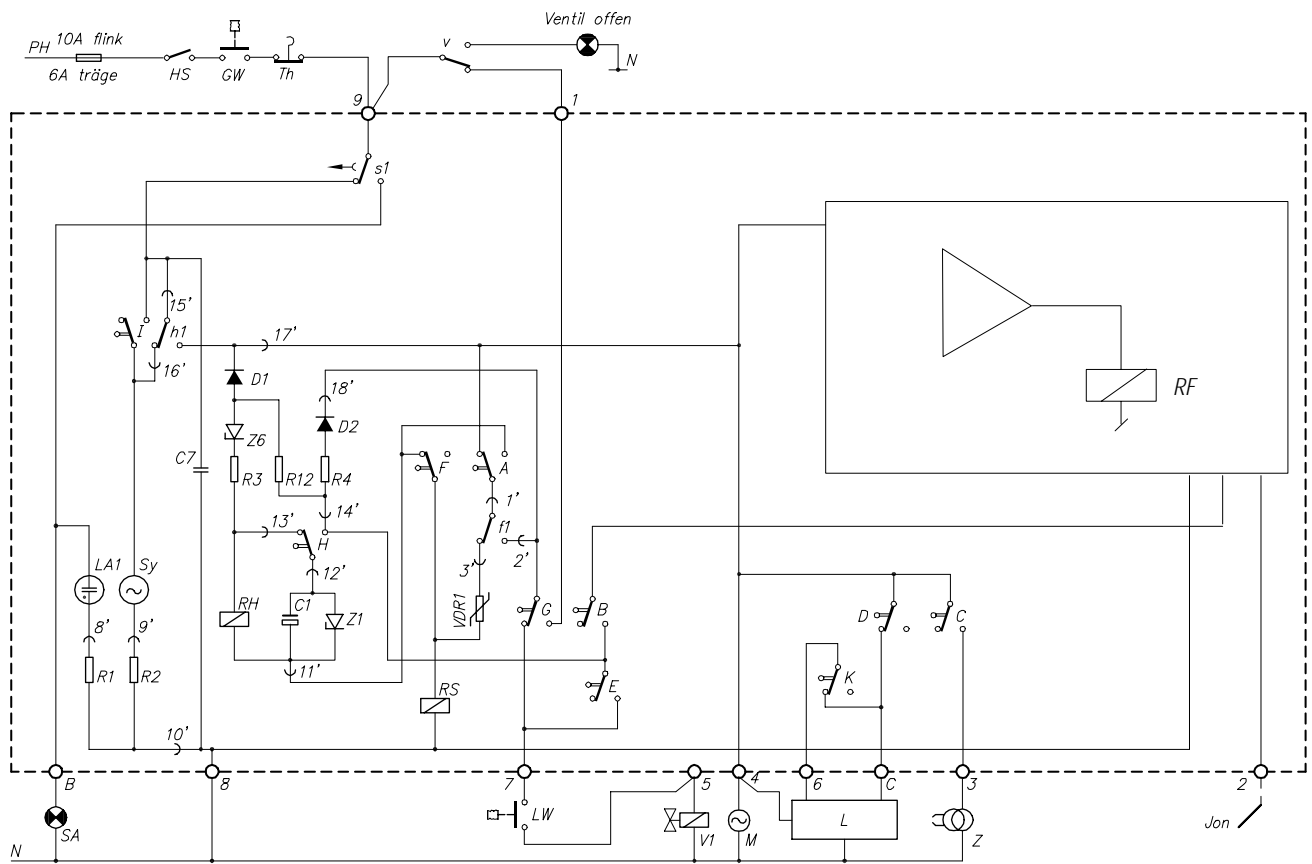 Ventil offen
PH 10A flink
6A träge
HS
GW
Th
v
N
9
1
s1
15'
I
h1
16'
17'
D1
18'
D2
Z6
R3
R12
R4
C7
F
A
RF
1'
f1
2'
3'
13'
14'
H
12'
LA1
Sy
8'
9'
RH
C1
Z1
VDR1
G
B
D
C
R1
R2
11'
RS
E
K
10'
B
8
7
5
4
6
C
3
2
SA
LW
V1
M
L
Z
Jon
N